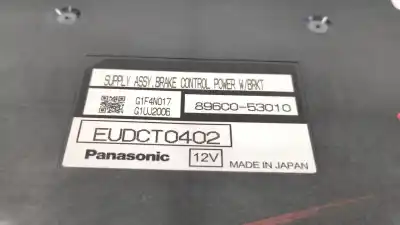 SUPPLY ASSY, BRAKE CONTROL POWER W/BRKT
G1F4N017
G1UJ2006
896C0-53010
EUDCT0402
Panasonic 12V MADE IN JAPAN